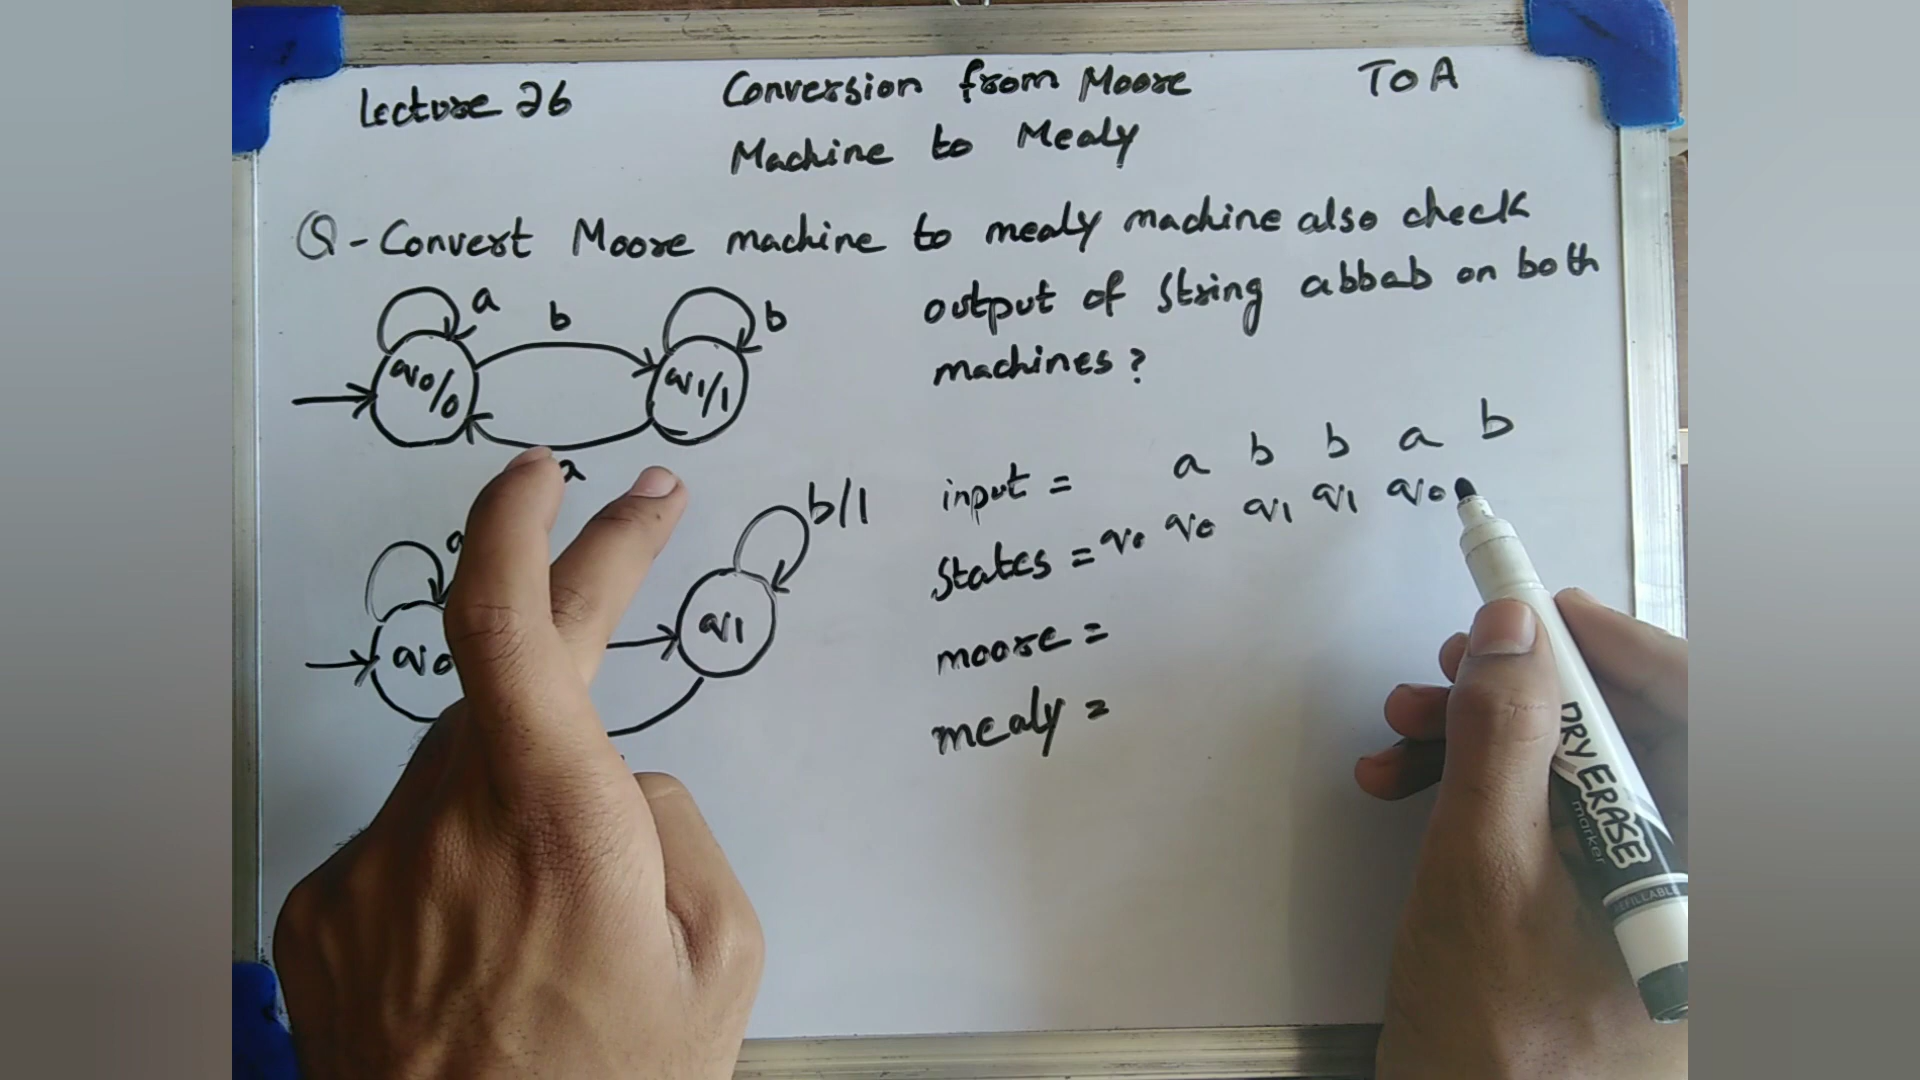 Lecture 26 Conversion from Moore TOA
Machine to Mealy
Q - Convert Moore machine to mealy machine also check
output of string abbab on both
machines?
a b b
q0/0 q1/1
a
input = a b b a b
states = q0 q0 q1 q1 q0
moore =
mealy =
a b/1
q0 q1
DRY ERASE
marker
REFILLABLE